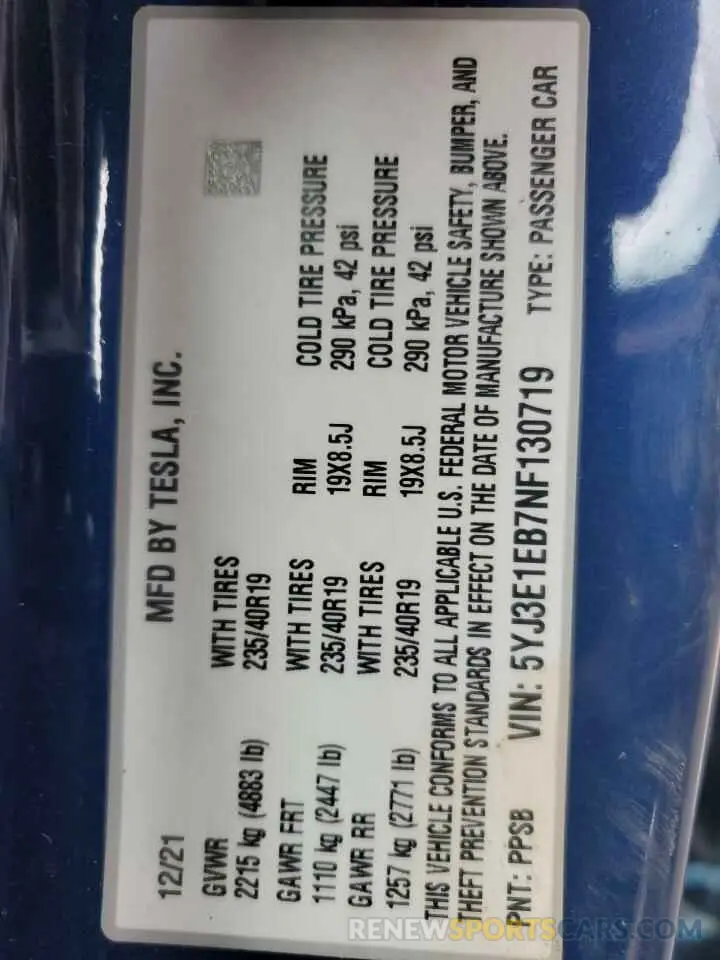 12/21 MFD BY TESLA, INC.
GVWR WITH TIRES
2215 kg (4883 lb) 235/40R19
GAWR FRT WITH TIRES RIM COLD TIRE PRESSURE
1110 kg (2447 lb) 235/40R19 19X8.5J 290 kPa, 42 psi
GAWR RR WITH TIRES RIM COLD TIRE PRESSURE
1257 kg (2771 lb) 235/40R19 19X8.5J 290 kPa, 42 psi
THIS VEHICLE CONFORMS TO ALL APPLICABLE U.S. FEDERAL MOTOR VEHICLE SAFETY, BUMPER, AND
THEFT PREVENTION STANDARDS IN EFFECT ON THE DATE OF MANUFACTURE SHOWN ABOVE.
PNT: PPSB VIN: 5YJ3E1EB7NF130719 TYPE: PASSENGER CAR
RENEWSPORTSCARS.COM